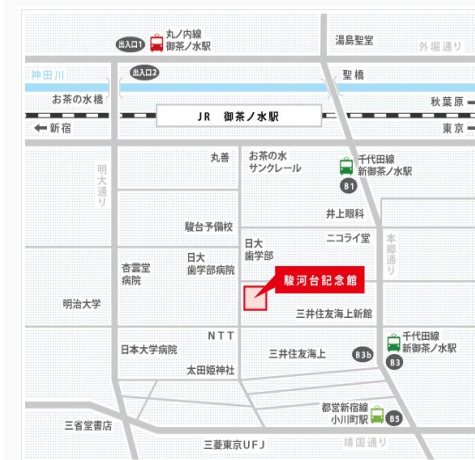 丸ノ内線
出入口1
御茶ノ水駅
湯島聖堂
外堀通り
神田川
出入口2
聖橋
お茶の水橋
秋葉原
JR 御茶ノ水駅
新宿
東京
丸善
お茶の水
サンクレール
千代田線
新御茶ノ水駅
B1
明大通り
井上眼科
駿台予備校
ニコライ堂
日大
歯学部
本郷通り
日大
歯学部病院
杏雲堂
病院
駿河台記念館
明治大学
三井住友海上新館
NTT
千代田線
新御茶ノ水駅
日本大学病院
三井住友海上
B3b
B3
太田姫神社
都営新宿線
小川町駅
B5
三省堂書店
靖国通り
三菱東京UFJ